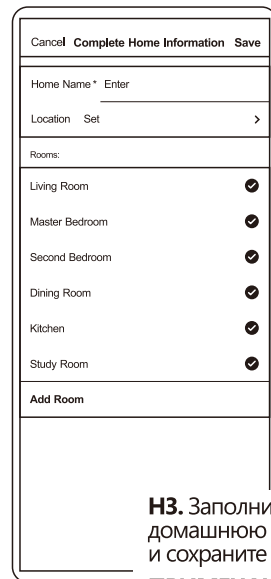 Cancel Complete Home Information Save
Home Name* Enter
Location Set
Rooms:
Living Room
Master Bedroom
Second Bedroom
Dining Room
Kitchen
Study Room
Add Room
НЗ. Заполни
домашнюю
и сохраните